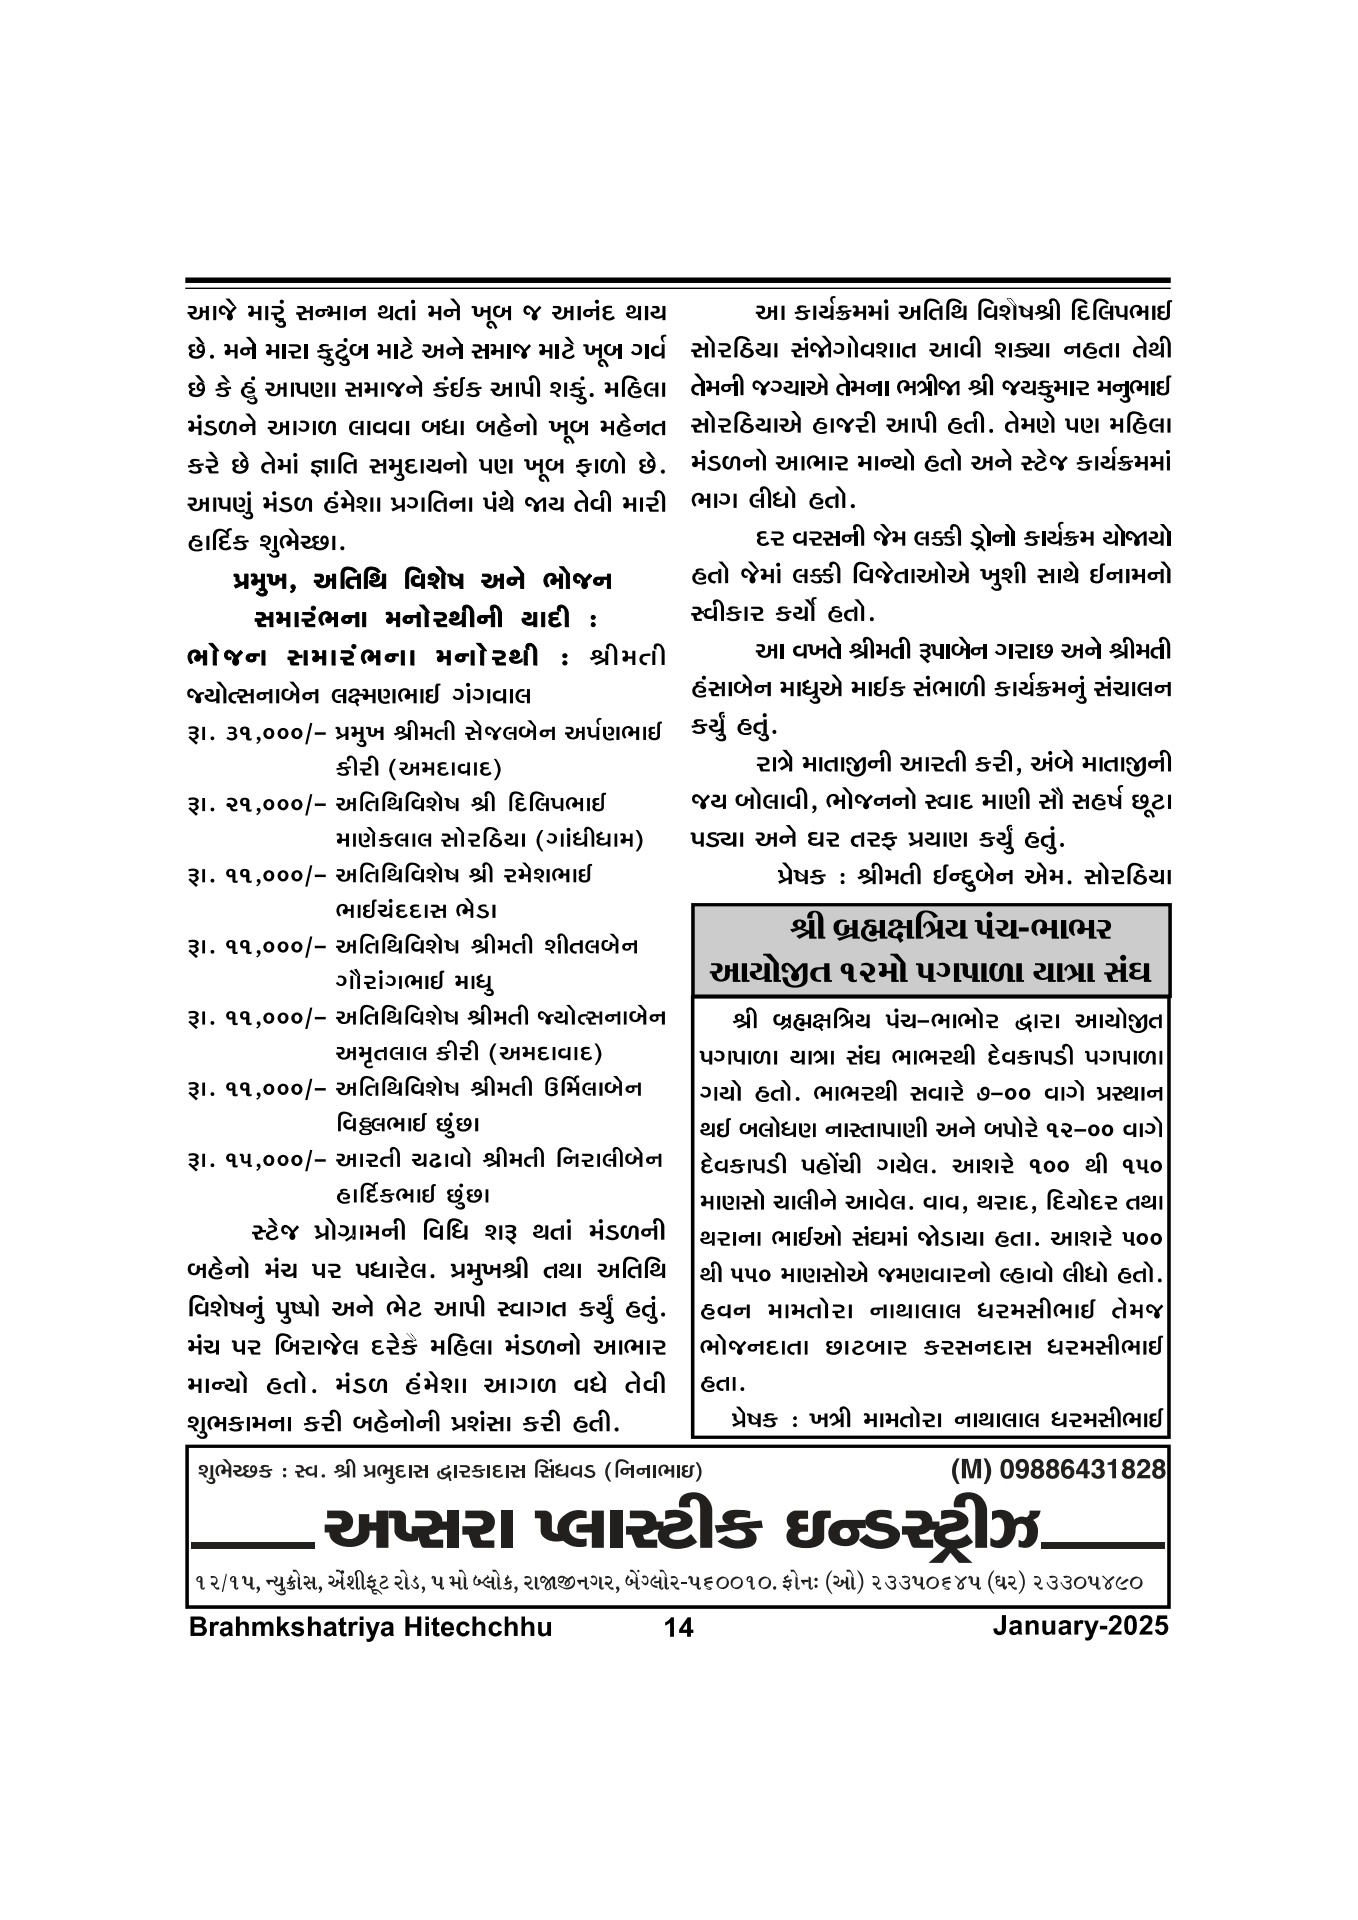 આજે મારું સન્માન થતાં મને ખૂબ જ આનંદ થાય
છે. મને મારા કુટુંબ માટે અને સમાજ માટે ખૂબ ગર્વ
છે કે હું આપણા સમાજને કંઈક આપી શકું. મહિલા
મંડળને આગળ લાવવા બધા બહેનો ખૂબ મહેનત
કરે છે તેમાં જ્ઞાતિ સમુદાયનો પણ ખૂબ ફાળો છે.
આપણું મંડળ હંમેશા પ્રગતિના પંથે જાય તેવી મારી
હાર્દિક શુભેચ્છા.
પ્રમુખ, અતિથિ વિશેષ અને ભોજન
સમારંભના મનોરથીની યાદી :
ભોજન સમારંભના મનોરથી : શ્રીમતી
જ્યોત્સનાબેન લક્ષ્મણભાઈ ગંગવાલ
રૂા. ૩૧,૦૦૦/– પ્રમુખ શ્રીમતી સેજલબેન અર્પણભાઈ
કીરી (અમદાવાદ)
રૂા. ૨૧,૦૦૦/– અતિથિવિશેષ શ્રી દિલિપભાઈ
માણેકલાલ સોરઠિયા (ગાંધીધામ)
રૂા. ૧૧,૦૦૦/– અતિથિવિશેષ શ્રી રમેશભાઈ
ભાઈચંદદાસ ભેડા
રૂા. ૧૧,૦૦૦/– અતિથિવિશેષ શ્રીમતી શીતલબેન
ગૌરાંગભાઈ માધુ
રૂા. ૧૧,૦૦૦/– અતિથિવિશેષ શ્રીમતી જ્યોત્સનાબેન
અમૃતલાલ કીરી (અમદાવાદ)
રૂા. ૧૧,૦૦૦/– અતિથિવિશેષ શ્રીમતી ઉર્મિલાબેન
વિઠ્ઠલભાઈ છુંછા
રૂા. ૧૫,૦૦૦/– આરતી ચઢાવો શ્રીમતી નિરાલીબેન
હાર્દિકભાઈ છુંછા
સ્ટેજ પ્રોગ્રામની વિધિ શરૂ થતાં મંડળની
બહેનો મંચ પર પધારેલ. પ્રમુખશ્રી તથા અતિથિ
વિશેષનું પુષ્પો અને ભેટ આપી સ્વાગત કર્યું હતું.
મંચ પર બિરાજેલ દરેકે મહિલા મંડળનો આભાર
માન્યો હતો. મંડળ હંમેશા આગળ વધે તેવી
શુભકામના કરી બહેનોની પ્રશંસા કરી હતી.
આ કાર્યક્રમમાં અતિથિ વિશેષશ્રી દિલિપભાઈ
સોરઠિયા સંજોગોવશાત આવી શક્યા નહતા તેથી
તેમની જગ્યાએ તેમના ભત્રીજા શ્રી જયકુમાર મનુભાઈ
સોરઠિયાએ હાજરી આપી હતી. તેમણે પણ મહિલા
મંડળનો આભાર માન્યો હતો અને સ્ટેજ કાર્યક્રમમાં
ભાગ લીધો હતો.
દર વરસની જેમ લક્કી ડ્રોનો કાર્યક્રમ યોજાયો
હતો જેમાં લક્કી વિજેતાઓએ ખુશી સાથે ઈનામનો
સ્વીકાર કર્યો હતો.
આ વખતે શ્રીમતી રૂપાબેન ગરાછ અને શ્રીમતી
હંસાબેન માધુએ માઈક સંભાળી કાર્યક્રમનું સંચાલન
કર્યું હતું.
રાત્રે માતાજીની આરતી કરી, અંબે માતાજીની
જય બોલાવી, ભોજનનો સ્વાદ માણી સૌ સહર્ષ છૂટા
પડ્યા અને ઘર તરફ પ્રયાણ કર્યું હતું.
પ્રેષક : શ્રીમતી ઈન્દુબેન એમ. સોરઠિયા
શ્રી બ્રહ્મક્ષત્રિય પંચ-ભાભર
આયોજીત ૧૨મો પગપાળા યાત્રા સંઘ
શ્રી બ્રહ્મક્ષત્રિય પંચ–ભાભોર દ્વારા આયોજીત
પગપાળા યાત્રા સંઘ ભાભરથી દેવકાપડી પગપાળા
ગયો હતો. ભાભરથી સવારે ૭–૦૦ વાગે પ્રસ્થાન
થઈ બલોધણ નાસ્તાપાણી અને બપોરે ૧૨–૦૦ વાગે
દેવકાપડી પહોંચી ગયેલ. આશરે ૧૦૦ થી ૧૫૦
માણસો ચાલીને આવેલ. વાવ, થરાદ, દિયોદર તથા
થરાના ભાઈઓ સંઘમાં જોડાયા હતા. આશરે ૫૦૦
થી ૫૫૦ માણસોએ જમણવારનો લ્હાવો લીધો હતો.
હવન મામતોરા નાથાલાલ ધરમસીભાઈ તેમજ
ભોજનદાતા છાટબાર કરસનદાસ ધરમસીભાઈ
હતા.
પ્રેષક : ખત્રી મામતોરા નાથાલાલ ધરમસીભાઈ
શુભેચ્છક : સ્વ. શ્રી પ્રભુદાસ દ્વારકાદાસ સિંધવડ (નિનાભાઇ) (M) 09886431828
અપ્સરા પ્લાસ્ટીક ઇન્ડસ્ટ્રીઝ
૧૨/૧૫, ન્યુક્રોસ, એંશીફૂટ રોડ, ૫ મો બ્લોક, રાજાજીનગર, બેંગ્લોર-૫૬૦૦૧૦. ફોનઃ (ઓ) ૨૩૩૫૦૬૪૫ (ઘર) ૨૩૩૦૫૪૯૦
Brahmkshatriya Hitechchhu 14 January-2025